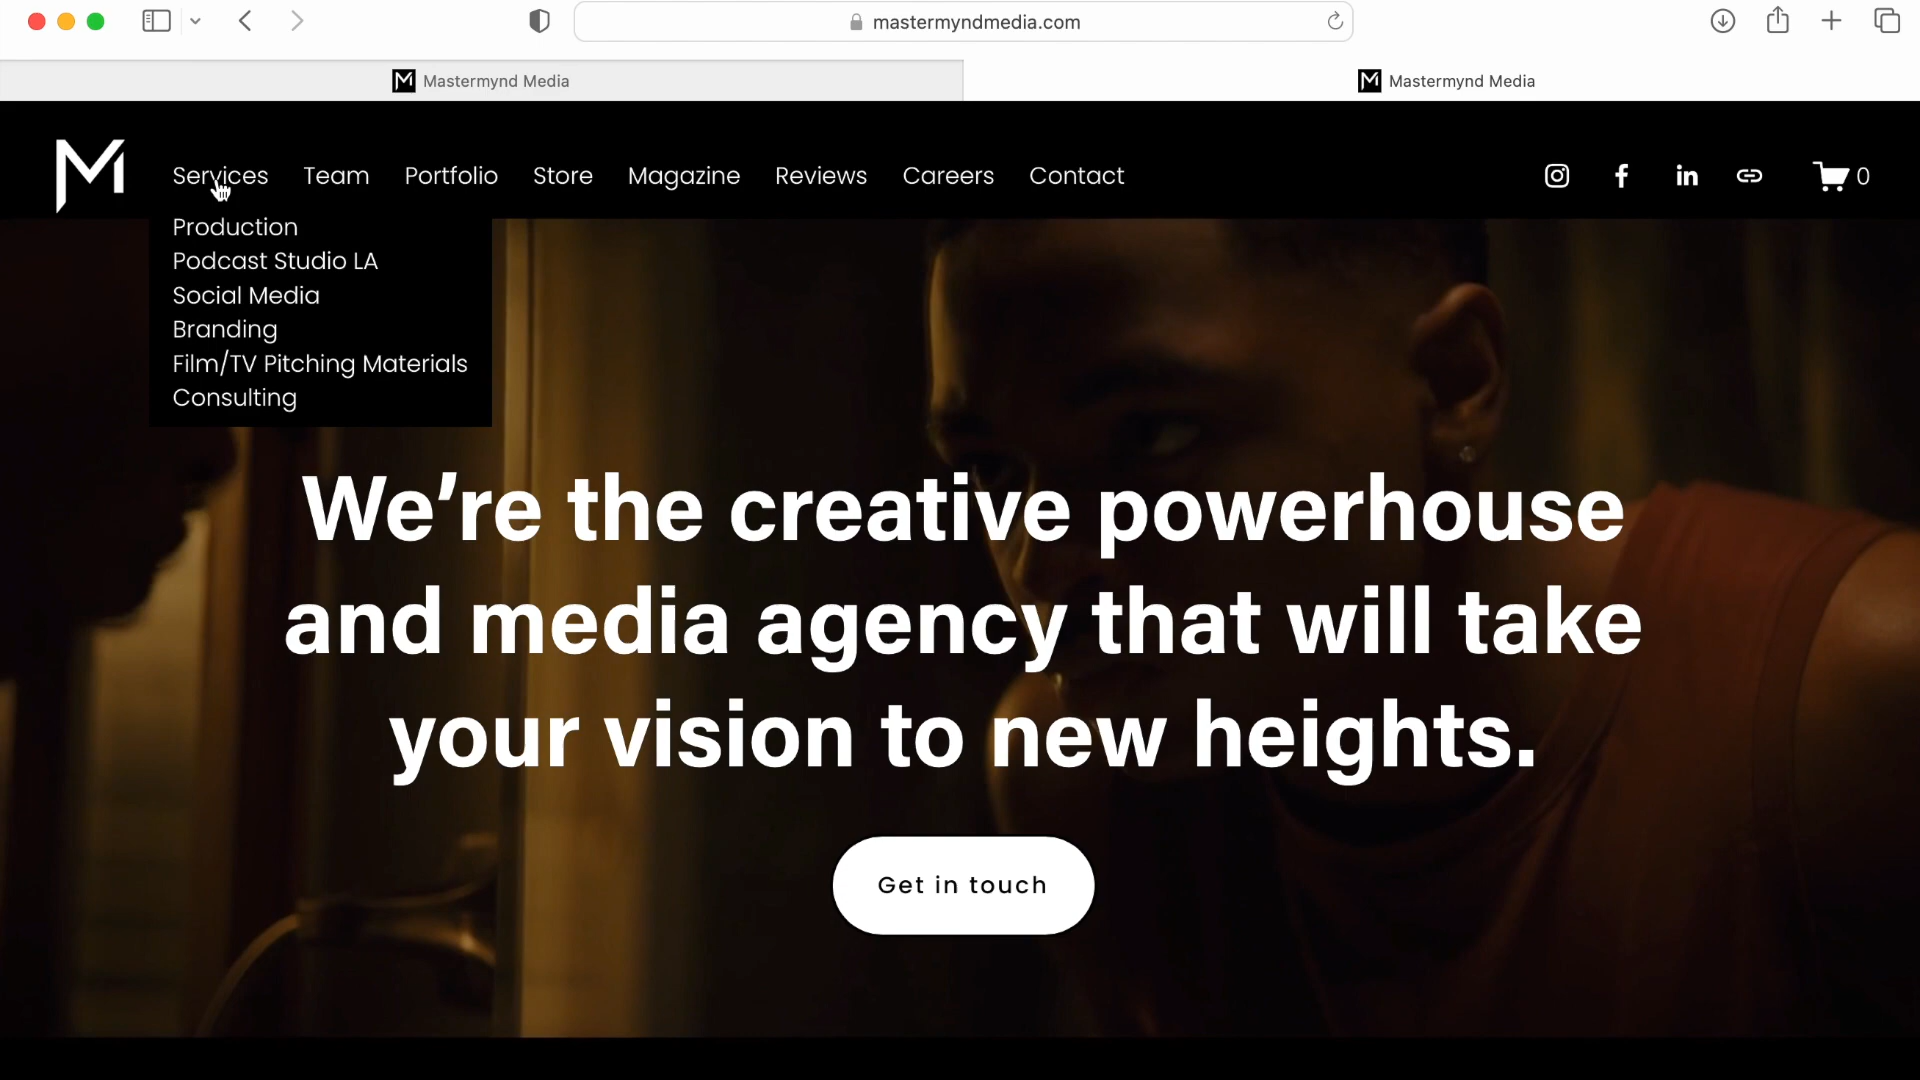 mastermyndmedia.com
Mastermynd Media
Mastermynd Media
M Services Team Portfolio Store Magazine Reviews Careers Contact 0
Production
Podcast Studio LA
Social Media
Branding
Film/TV Pitching Materials
Consulting
We’re the creative powerhouse
and media agency that will take
your vision to new heights.
Get in touch